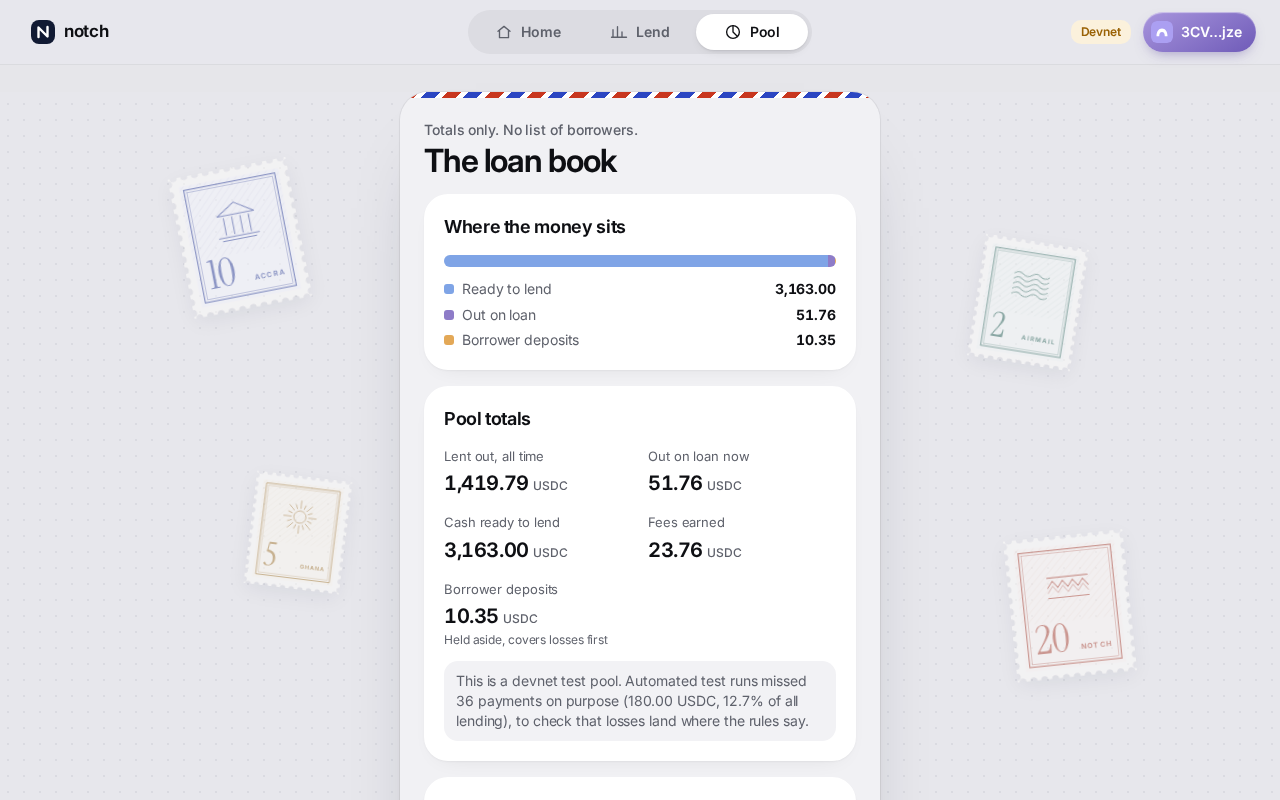 notch
Home
Lend
Pool
Devnet
3CV...jze
Totals only. No list of borrowers.
The loan book
Where the money sits
Ready to lend 3,163.00
Out on loan 51.76
Borrower deposits 10.35
Pool totals
Lent out, all time
1,419.79 USDC
Out on loan now
51.76 USDC
Cash ready to lend
3,163.00 USDC
Fees earned
23.76 USDC
Borrower deposits
10.35 USDC
Held aside, covers losses first
This is a devnet test pool. Automated test runs missed
36 payments on purpose (180.00 USDC, 12.7% of all
lending), to check that losses land where the rules say.
10 ACCRA
2 AIRMAIL
5 GHANA
20 NOTCH